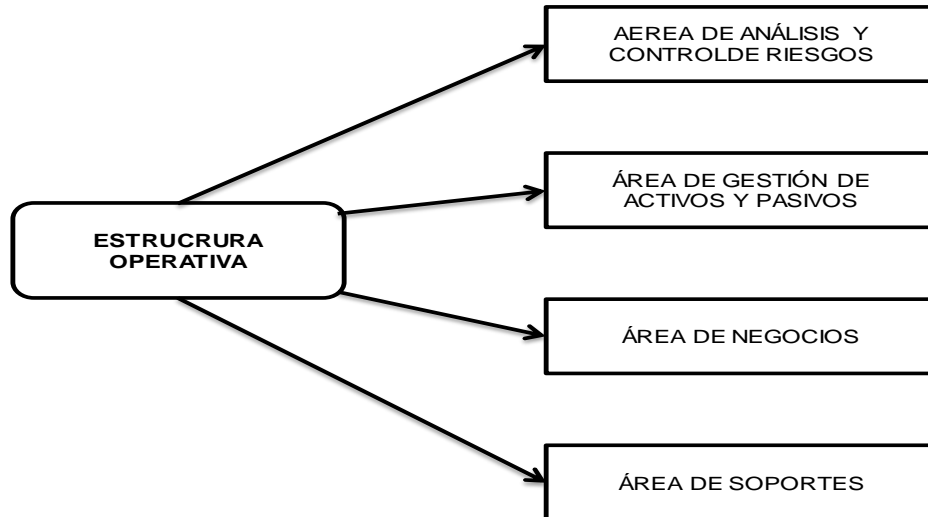 AEREA DE ANÁLISIS Y
CONTROLDE RIESGOS
ÁREA DE GESTIÓN DE
ACTIVOS Y PASIVOS
ESTRUCRURA
OPERATIVA
ÁREA DE NEGOCIOS
ÁREA DE SOPORTES